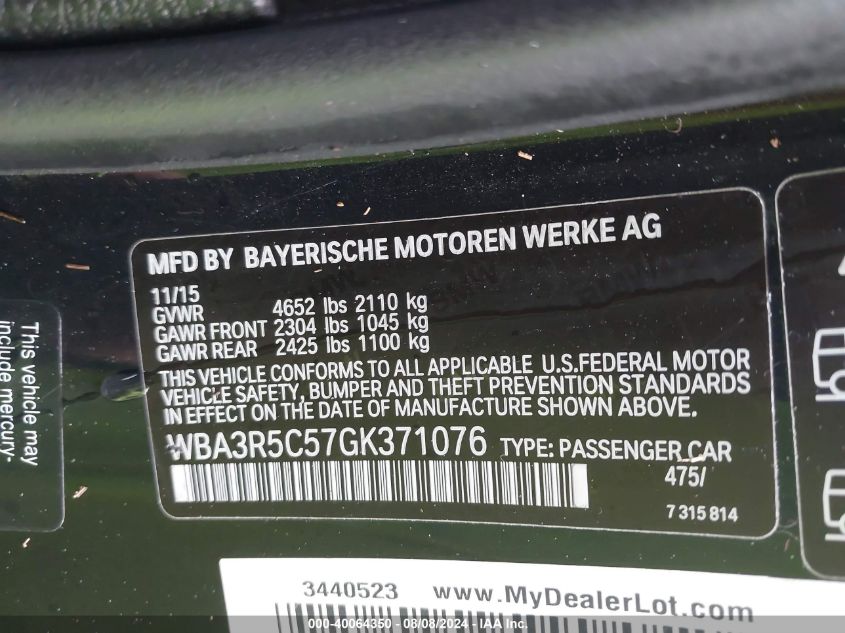 MFD BY BAYERISCHE MOTOREN WERKE AG
11/15
GVWR 4652 lbs 2110 kg
GAWR FRONT 2304 lbs 1045 kg
GAWR REAR 2425 lbs 1100 kg
THIS VEHICLE CONFORMS TO ALL APPLICABLE U.S.FEDERAL MOTOR
VEHICLE SAFETY, BUMPER AND THEFT PREVENTION STANDARDS
IN EFFECT ON THE DATE OF MANUFACTURE SHOWN ABOVE.
WBA3R5C57GK371076 TYPE: PASSENGER CAR
475/
7 315 814
This vehicle may
include mercury-
3440523 www.MyDealerLot.com
000-40064350 - 08/08/2024 - IAA Inc.